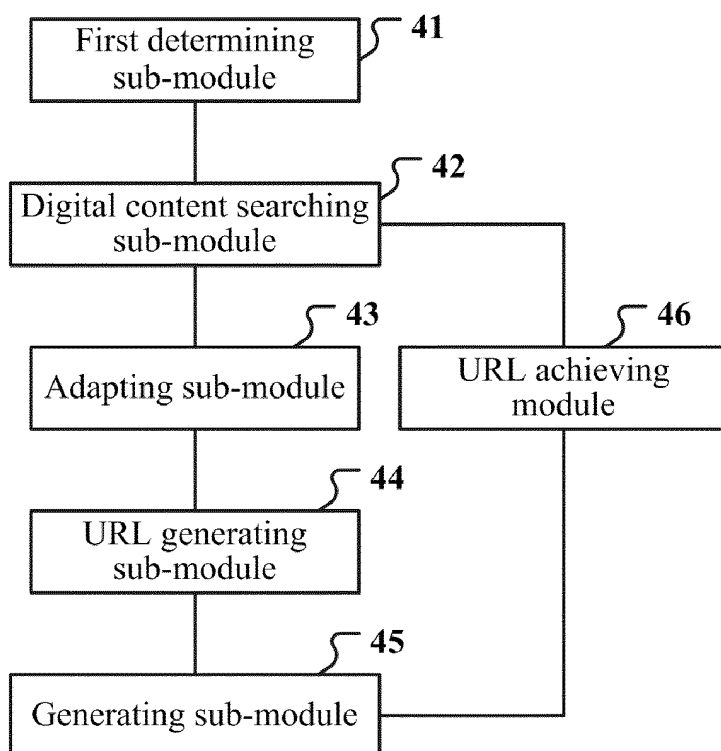 41
First determining
sub-module
42
Digital content searching
sub-module
43
Adapting sub-module
46
URL achieving
module
44
URL generating
sub-module
45
Generating sub-module